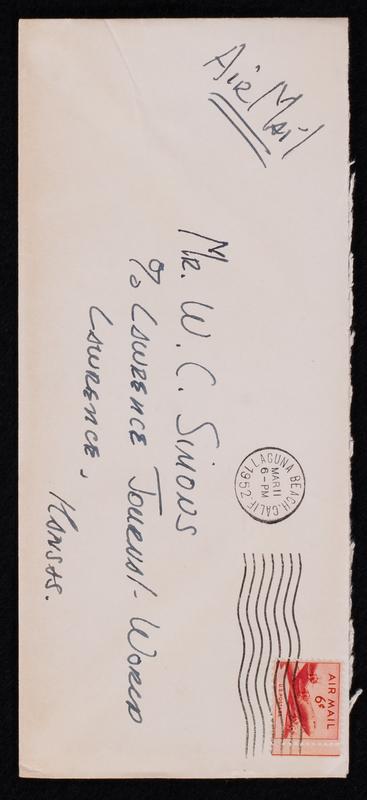 Air Mail
LAGUNA BEACH, CALIF.
MAR 11
6 - PM
1952
AIR MAIL
6¢
Mr. W. C. Simons
℅ Lawrence Journal-World
Lawrence,
Kansas.